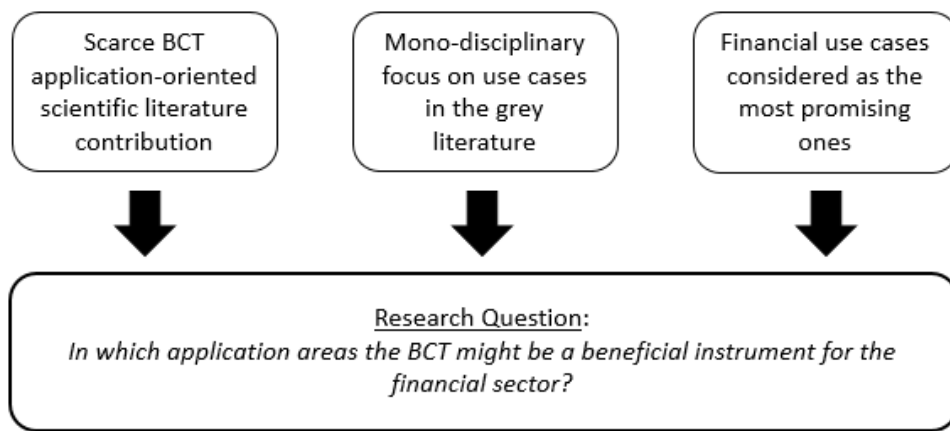 Scarce BCT
application-oriented
scientific literature
contribution
Mono-disciplinary
focus on use cases
in the grey
literature
Financial use cases
considered as the
most promising
ones
Research Question:
In which application areas the BCT might be a beneficial instrument for the
financial sector?